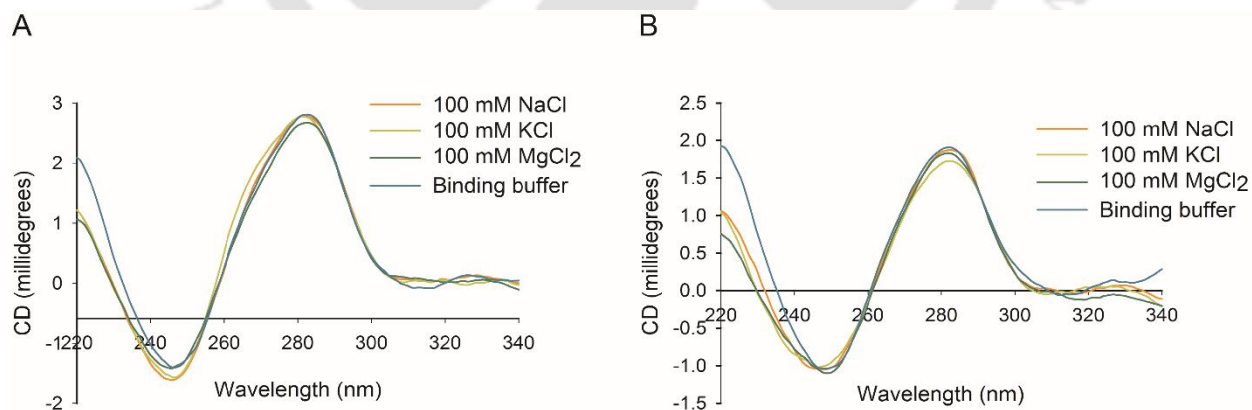 A
3
2
1
0
-1
-2
CD (millidegrees)
220 240 260 280 300 320 340
Wavelength (nm)
100 mM NaCl
100 mM KCl
100 mM MgCl2
Binding buffer
B
2.5
2.0
1.5
1.0
0.5
0.0
-0.5
-1.0
-1.5
CD (millidegrees)
220 240 260 280 300 320 340
Wavelength (nm)
100 mM NaCl
100 mM KCl
100 mM MgCl2
Binding buffer